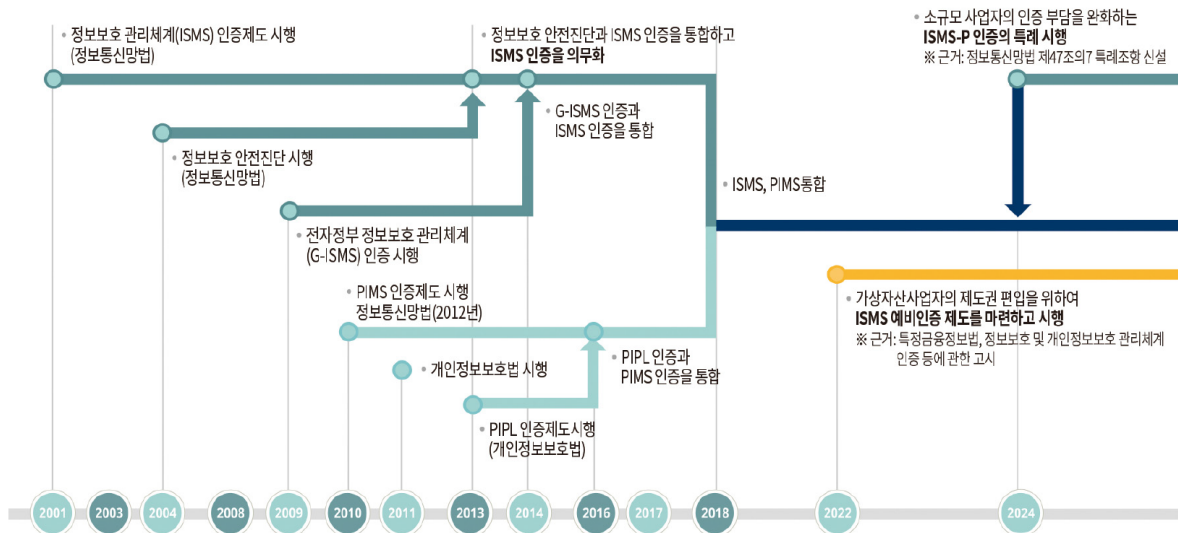 • 정보보호 관리체계(ISMS) 인증제도 시행
(정보통신망법)
• 정보보호 안전진단과 ISMS 인증을 통합하고
ISMS 인증을 의무화
• 소규모 사업자의 인증 부담을 완화하는
ISMS-P 인증의 특례 시행
※ 근거: 정보통신망법 제47조의7 특례조항 신설
• G-ISMS 인증과
ISMS 인증을 통합
• 정보보호 안전진단 시행
(정보통신망법)
• ISMS, PIMS통합
• 전자정부 정보보호 관리체계
(G-ISMS) 인증 시행
• PIMS 인증제도 시행
정보통신망법(2012년)
• 가상자산사업자의 제도권 편입을 위하여
ISMS 예비인증 제도를 마련하고 시행
※ 근거: 특정금융정보법, 정보보호 및 개인정보보호 관리체계
인증 등에 관한 고시
• PIPL 인증과
PIMS 인증을 통합
• 개인정보보호법 시행
• PIPL 인증제도시행
(개인정보보호법)
2001 2003 2004 2008 2009 2010 2011 2013 2014 2016 2017 2018 2022 2024